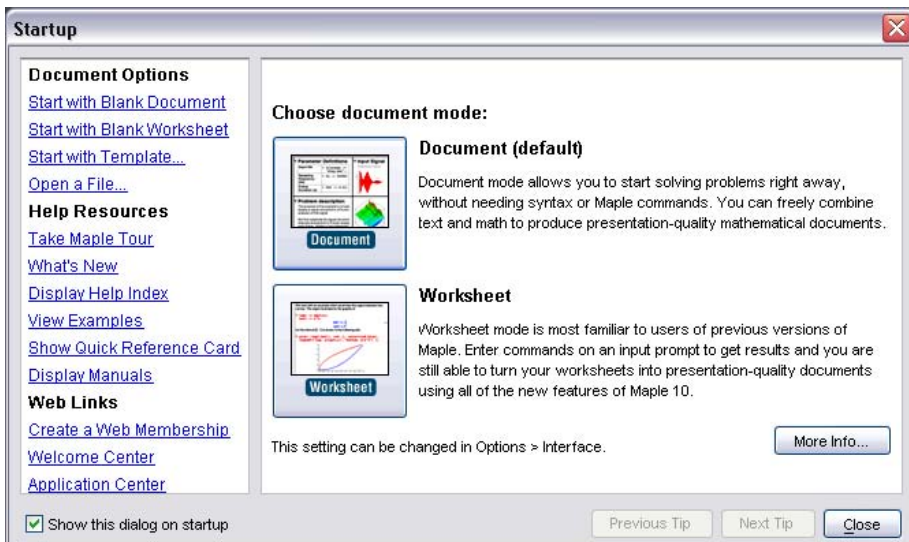 Startup
Document Options
Start with Blank Document
Start with Blank Worksheet
Start with Template...
Open a File...
Help Resources
Take Maple Tour
What's New
Display Help Index
View Examples
Show Quick Reference Card
Display Manuals
Web Links
Create a Web Membership
Welcome Center
Application Center
Choose document mode:
Document
Document (default)
Document mode allows you to start solving problems right away,
without needing syntax or Maple commands. You can freely combine
text and math to produce presentation-quality mathematical documents.
Worksheet
Worksheet
Worksheet mode is most familiar to users of previous versions of
Maple. Enter commands on an input prompt to get results and you are
still able to turn your worksheets into presentation-quality documents
using all of the new features of Maple 10.
This setting can be changed in Options > Interface.
More Info...
Show this dialog on startup
Previous Tip
Next Tip
Close